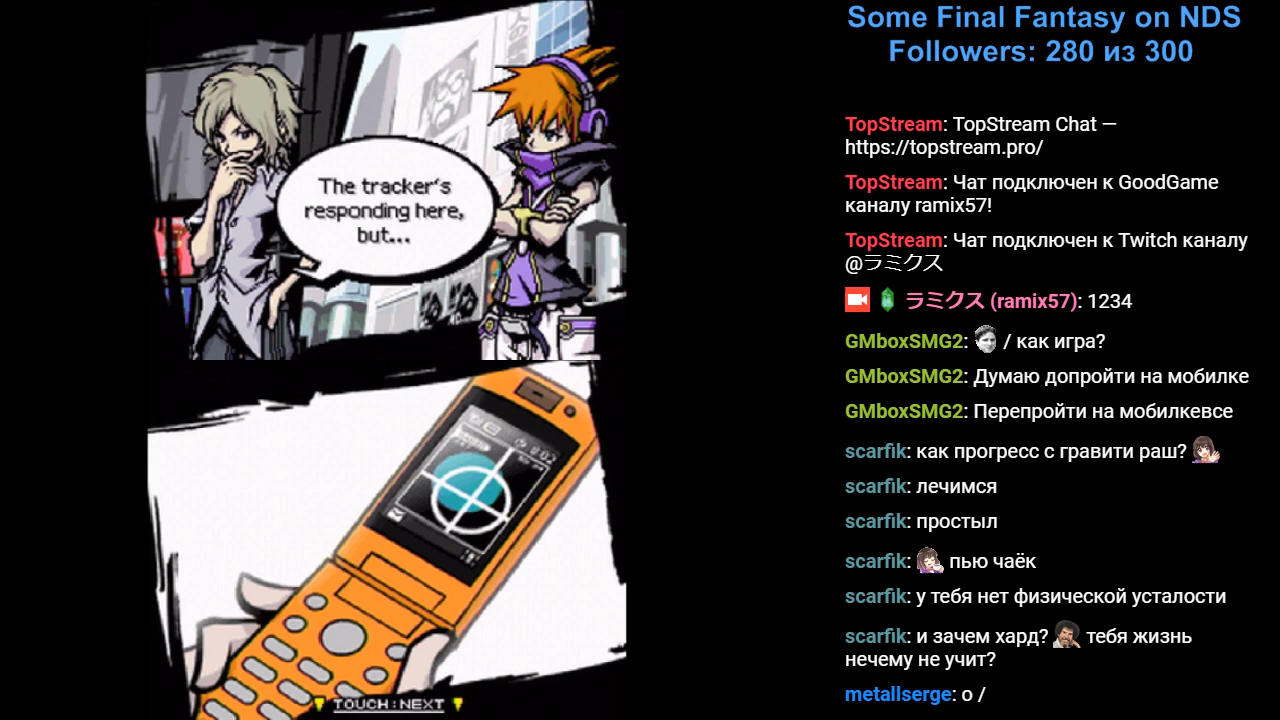 The tracker's
responding here,
but...
TOUCH:NEXT
Some Final Fantasy on NDS
Followers: 280 из 300
TopStream: TopStream Chat —
https://topstream.pro/
TopStream: Чат подключен к GoodGame
каналу ramix57!
TopStream: Чат подключен к Twitch каналу
@ラミクス
ラミクス (ramix57): 1234
GMboxSMG2: / как игра?
GMboxSMG2: Думаю допройти на мобилке
GMboxSMG2: Перепройти на мобилкевсе
scarfik: как прогресс с гравити раш?
scarfik: лечимся
scarfik: простыл
scarfik: пью чаёк
scarfik: у тебя нет физической усталости
scarfik: и зачем хард? тебя жизнь
нечему не учит?
metallserge: o /